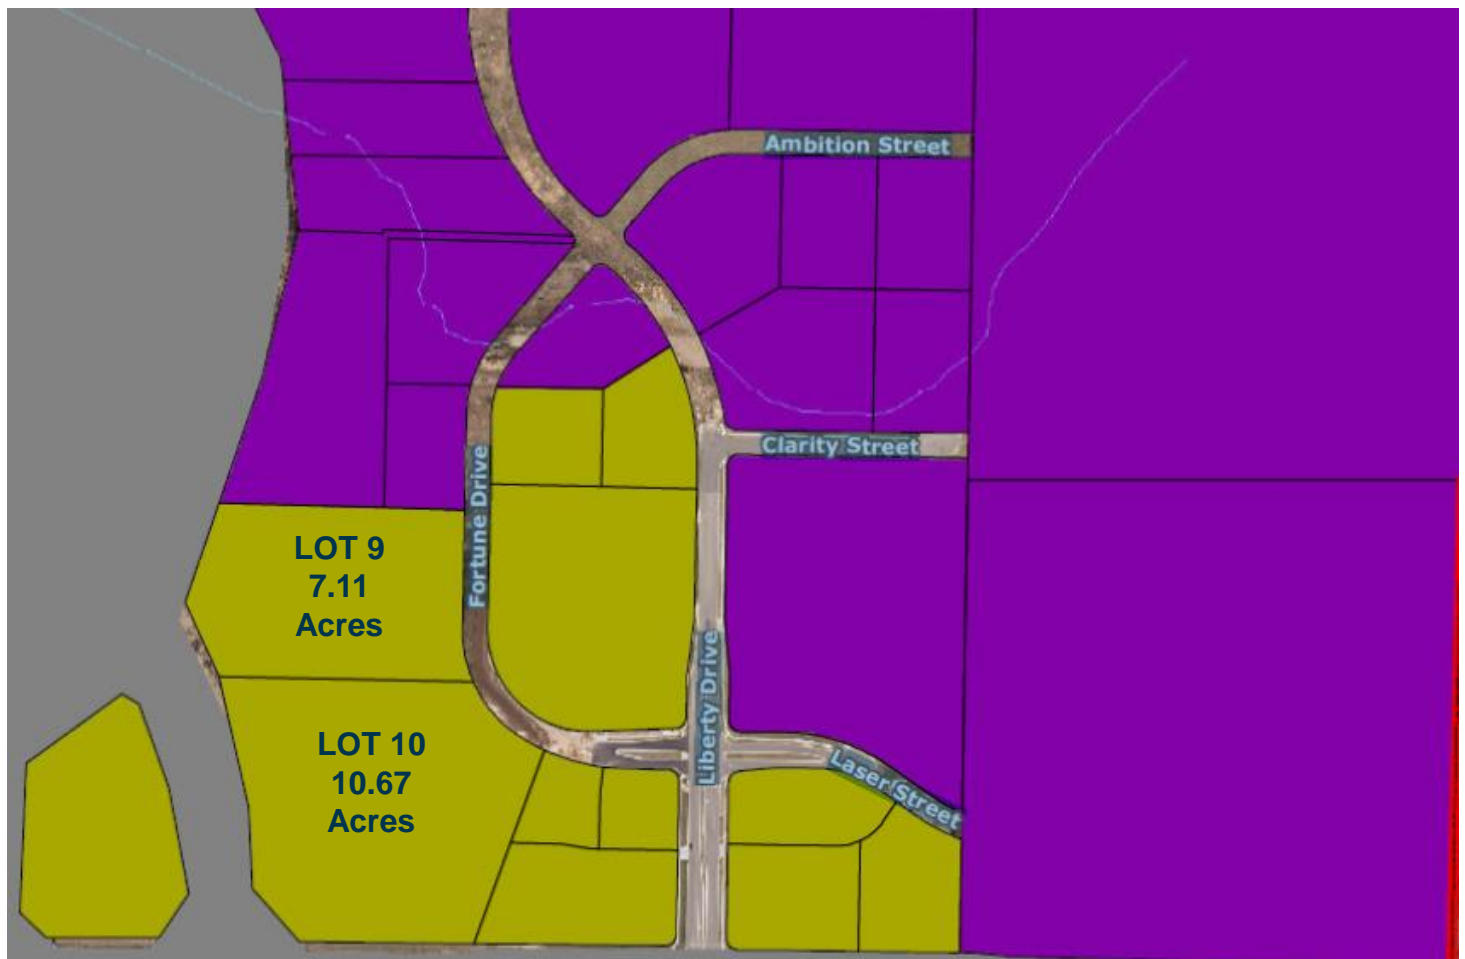 Ambition Street
Clarity Street
Fortune Drive
LOT 9
7.11
Acres
Liberty Drive
LOT 10
10.67
Acres
Laser Street